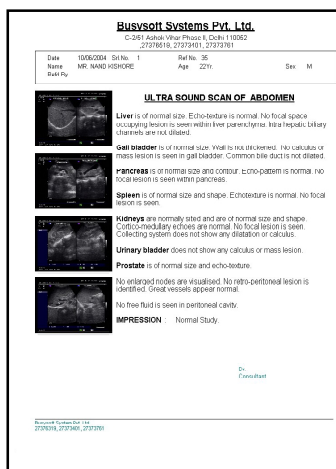 Busysoft Systems Pvt. Ltd.
C-2/51 Ashok Vihar Phase II, Delhi 110052
,27376318, 27373401, 27373761
Date 10/06/2004 Srl.No. 1 Ref No. 35
Name MR. NAND KISHORE Age 22Yr. Sex M
Ref'd By
ULTRA SOUND SCAN OF ABDOMEN
Liver is of normal size. Echo-texture is normal. No focal space
occupying lesion is seen within liver parenchyma. Intra hepatic biliary
channels are not dilated.
Gall bladder is of normal size. Wall is not thickened. No calculus or
mass lesion is seen in gall bladder. Common bile duct is not dilated.
Pancreas is of normal size and contour. Echo-pattern is normal. No
focal lesion is seen within pancreas.
Spleen is of normal size and shape. Echotexture is normal. No focal
lesion is seen.
Kidneys are normally sited and are of normal size and shape.
Cortico-medullary echoes are normal. No focal lesion is seen.
Collecting system does not show any dilatation or calculus.
Urinary bladder does not show any calculus or mass lesion.
Prostate is of normal size and echo-texture.
No enlarged nodes are visualised. No retro-peritoneal lesion is
identified. Great vessels appear normal.
No free fluid is seen in peritoneal cavity.
IMPRESSION : Normal Study.
Dr.
Consultant
Busysoft Systems Pvt. Ltd.
27376318, 27373401, 27373761